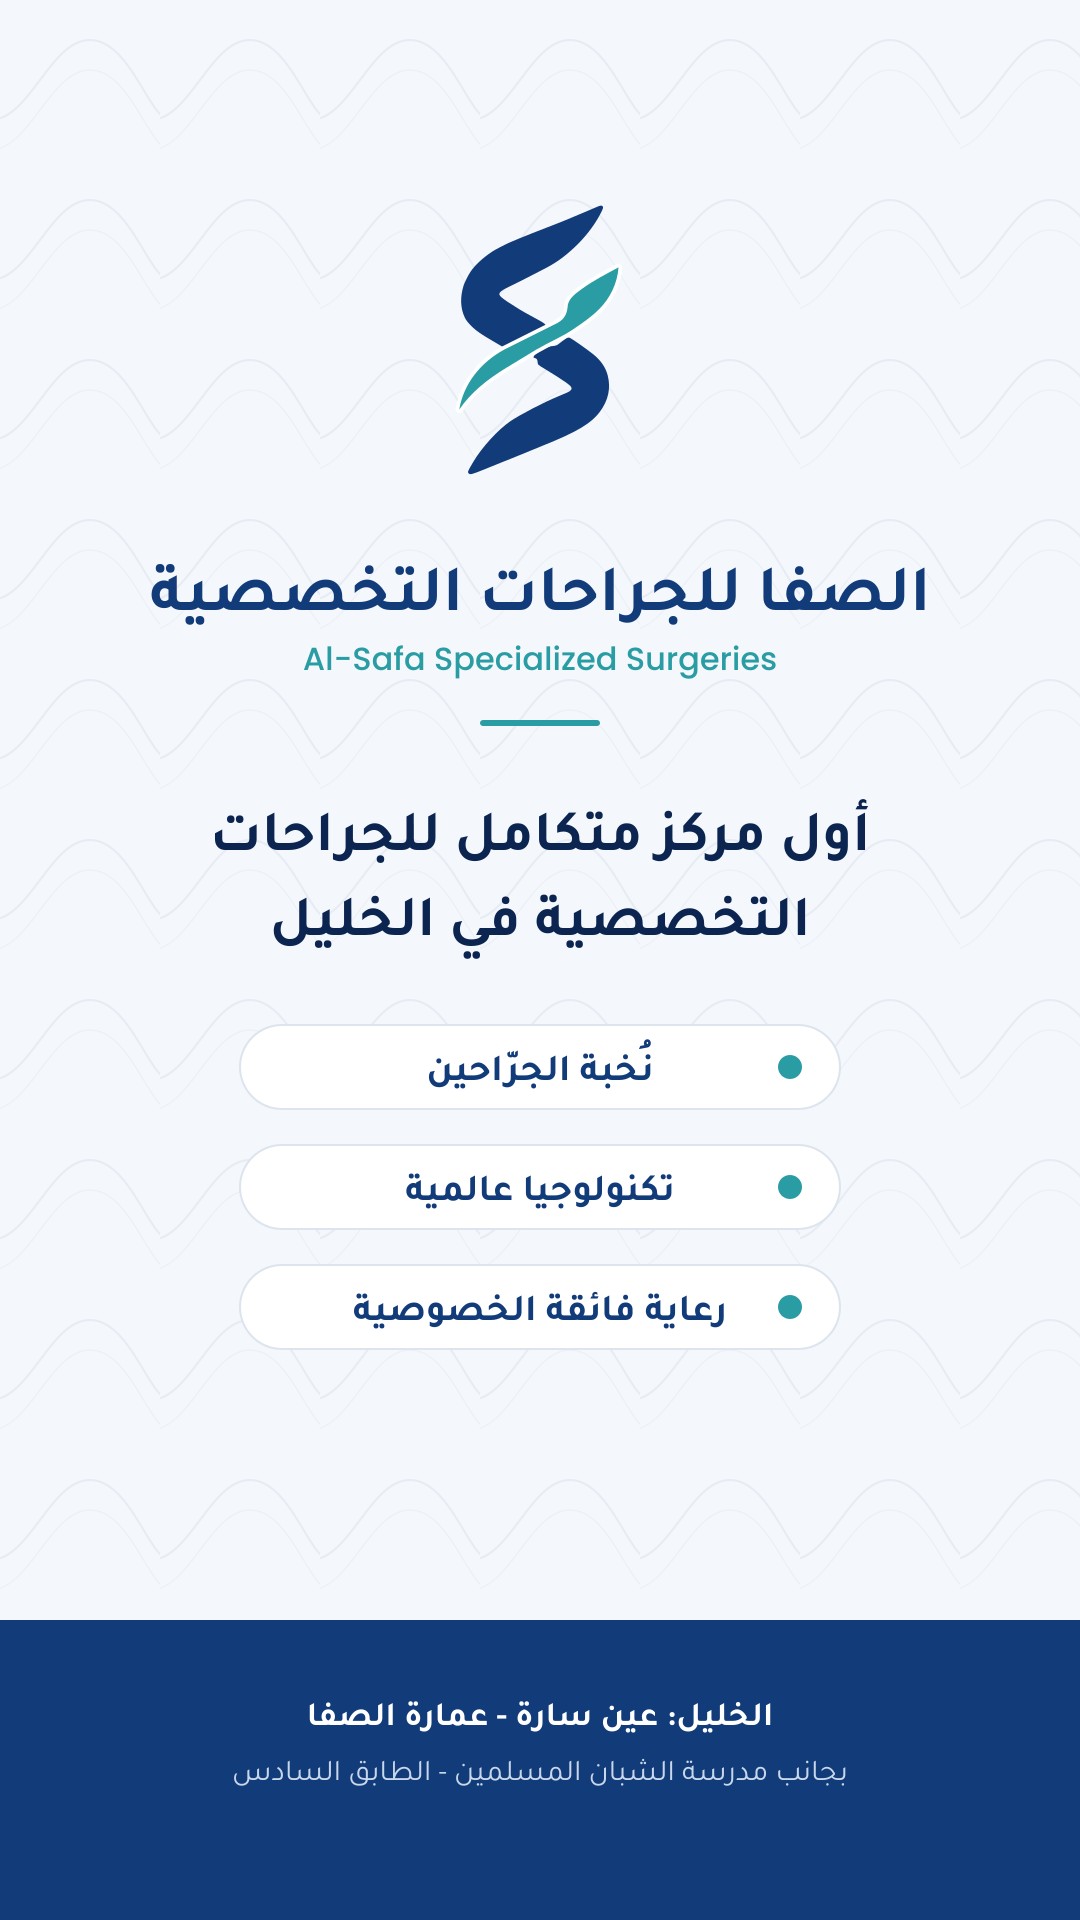 الصفا للجراحات التخصصية
Al-Safa Specialized Surgeries
أول مركز متكامل للجراحات
التخصصية في الخليل
نُخبة الجرّاحين
تكنولوجيا عالمية
رعاية فائقة الخصوصية
الخليل: عين سارة - عمارة الصفا
بجانب مدرسة الشبان المسلمين - الطابق السادس